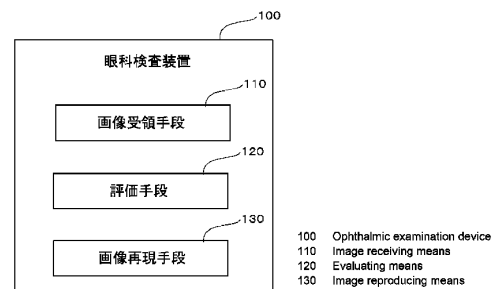 100
眼科検査装置
110
画像受領手段
120
評価手段
130
画像再現手段
100 Ophthalmic examination device
110 Image receiving means
120 Evaluating means
130 Image reproducing means